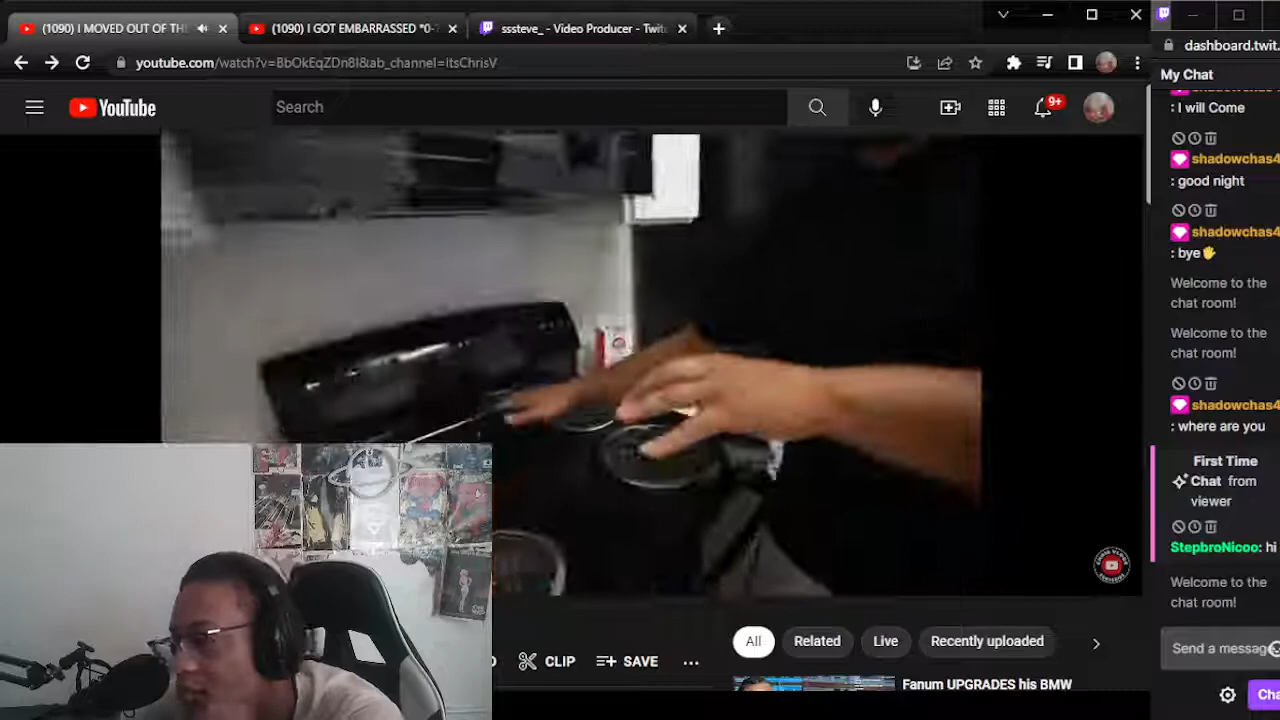 (1090) I MOVED OUT OF TH
(1090) I GOT EMBARRASSED *0-
sssteve_ - Video Producer - Twit
youtube.com/watch?v=BbOkEqZDn8I&ab_channel=itsChrisV
dashboard.twit.
YouTube
Search
9+
My Chat
: I will Come
shadowchas4
: good night
shadowchas4
: bye
Welcome to the
chat room!
Welcome to the
chat room!
shadowchas4
: where are you
First Time
Chat from
viewer
StepbroNicoo: hi
Welcome to the
chat room!
Send a message
Cha
CLIP
SAVE
All
Related
Live
Recently uploaded
Fanum UPGRADES his BMW